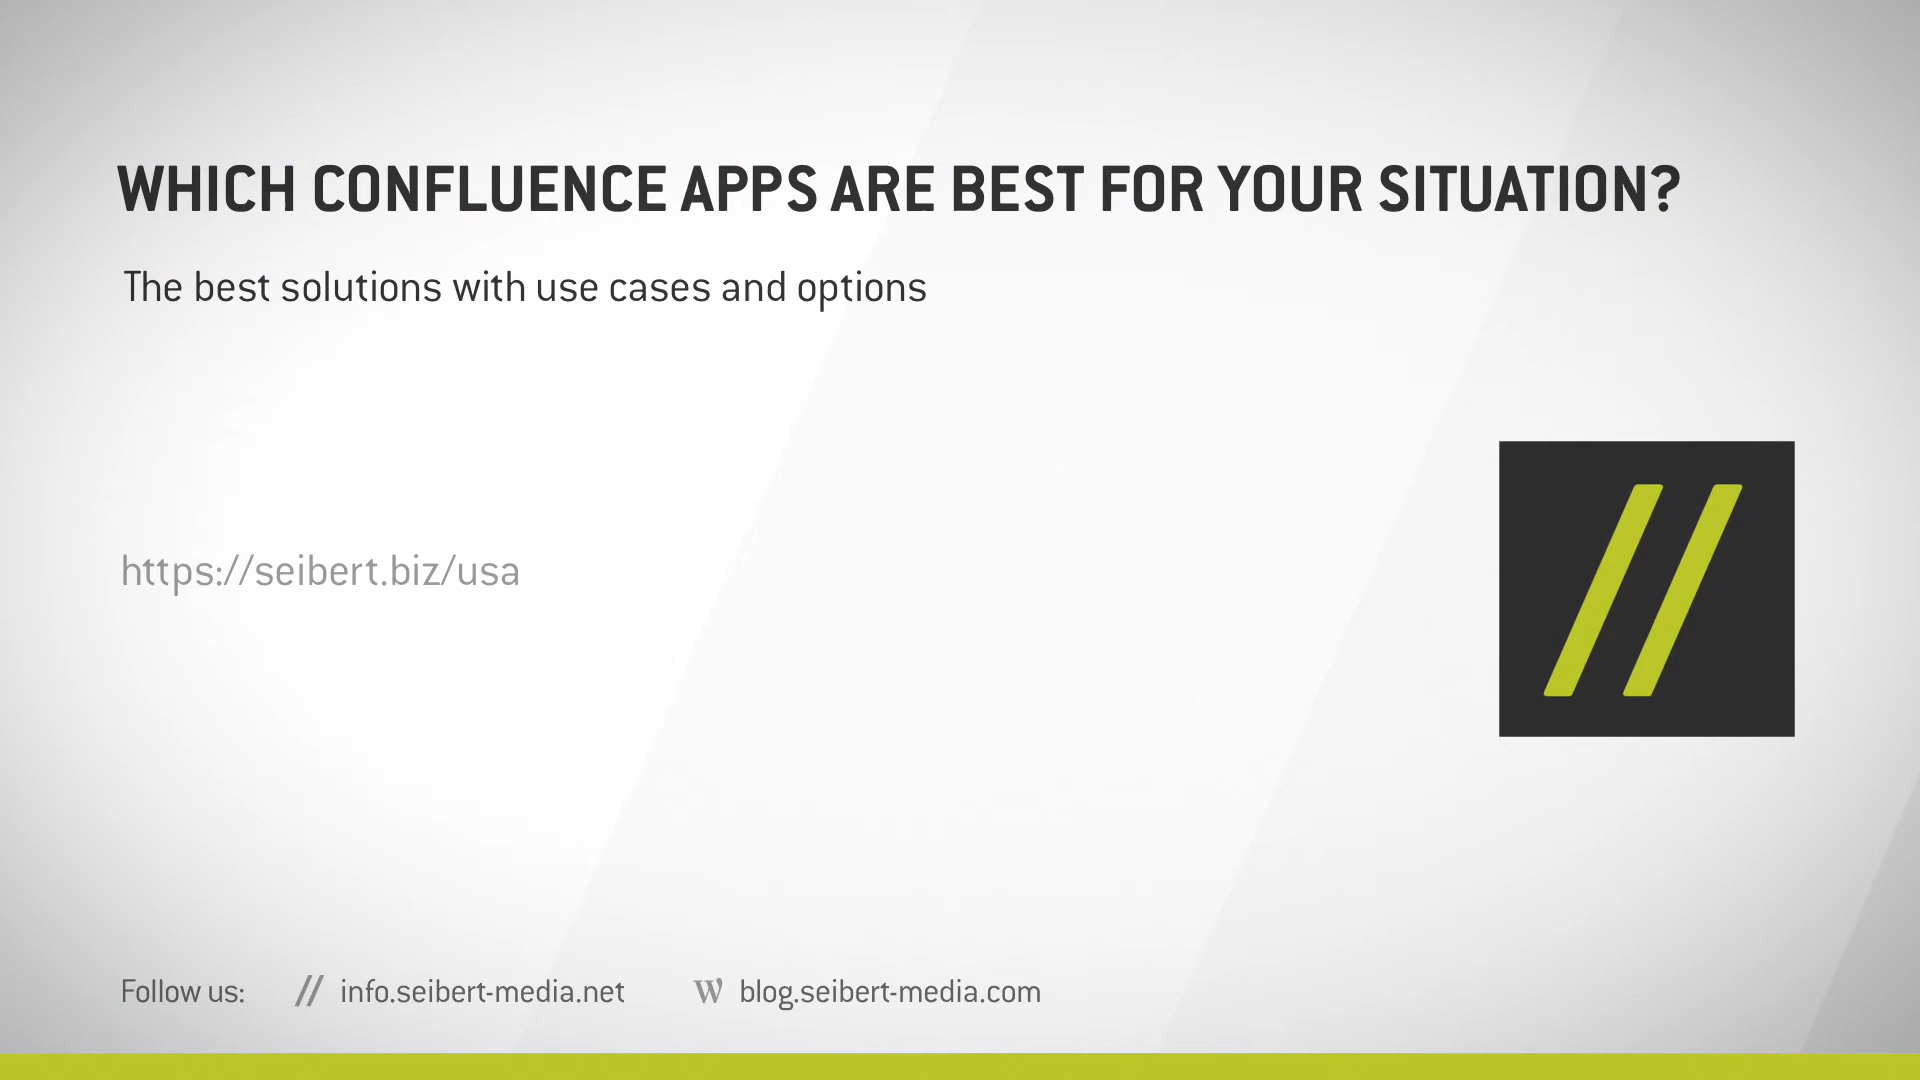 WHICH CONFLUENCE APPS ARE BEST FOR YOUR SITUATION?
The best solutions with use cases and options
https://seibert.biz/usa
//
Follow us: // info.seibert-media.net W blog.seibert-media.com